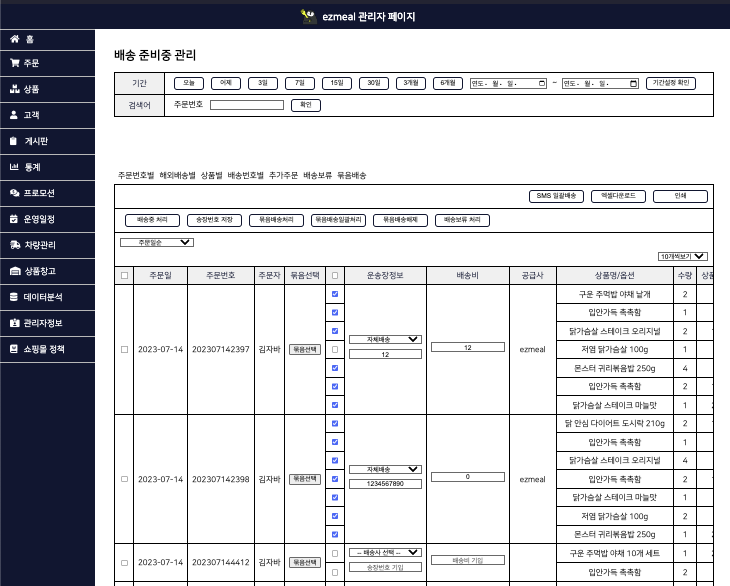 ezmeal 관리자 페이지
홈
주문
상품
고객
게시판
통계
프로모션
운영일정
차량관리
상품창고
데이터분석
관리자정보
쇼핑몰 정책
배송 준비중 관리
기간 오늘 어제 3일 7일 15일 30일 3개월 6개월 연도. 월. 일. ~ 연도. 월. 일. 기간설정 확인
검색어 주문번호 확인
주문번호별 해외배송별 상품별 배송번호별 추가주문 배송보류 묶음배송
SMS 일괄배송 엑셀다운로드 인쇄
배송중 처리 송장번호 저장 묶음배송처리 묶음배송일괄처리 묶음배송해제 배송보류 처리
주문일순
10개씩보기
주문일 주문번호 주문자 묶음선택 운송장정보 배송비 공급사 상품명/옵션 수량
2023-07-14 202307142397 김자바 묶음선택 자체배송 12 12 ezmeal
구운 주먹밥 야채 낱개 2
입안가득 촉촉함 1
닭가슴살 스테이크 오리지널 2
저염 닭가슴살 100g 1
몬스터 귀리볶음밥 250g 4
입안가득 촉촉함 2
닭가슴살 스테이크 마늘맛 1
2023-07-14 202307142398 김자바 묶음선택 자체배송 1234567890 0 ezmeal
닭 안심 다이어트 도시락 210g 2
입안가득 촉촉함 1
닭가슴살 스테이크 오리지널 4
입안가득 촉촉함 2
닭가슴살 스테이크 마늘맛 1
저염 닭가슴살 100g 2
몬스터 귀리볶음밥 250g 1
2023-07-14 202307144412 김자바 묶음선택 -- 배송사 선택 -- 송장번호 기입 배송비 기입
구운 주먹밥 야채 10개 세트 1
입안가득 촉촉함 2